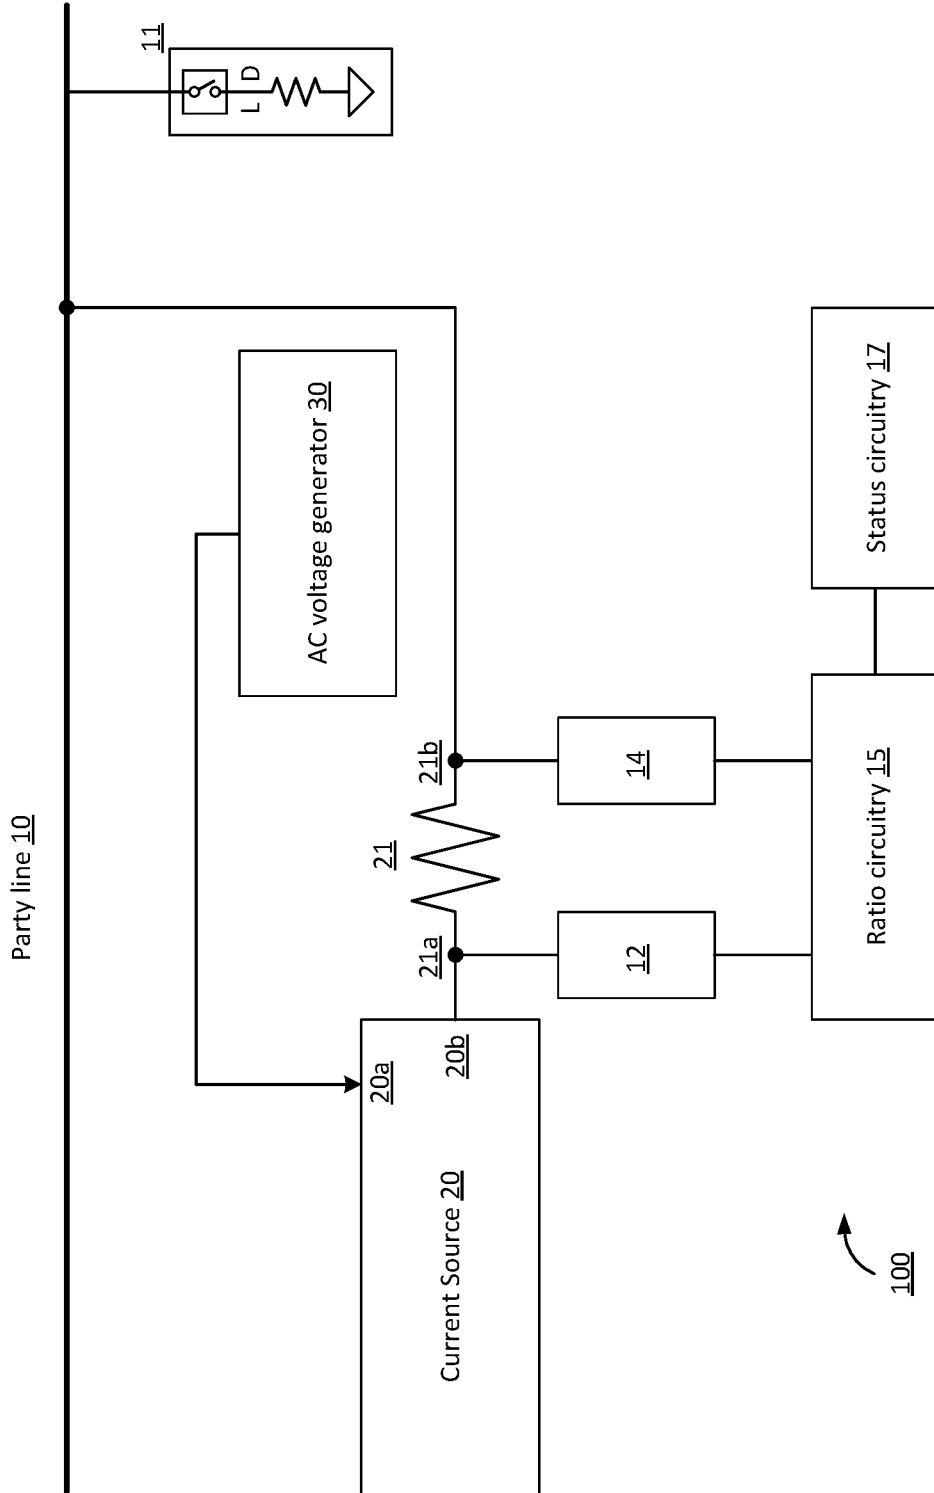 Party line 10
11
L D
AC voltage generator 30
Status circuitry 17
21
21a
21b
20a
20b
Current Source 20
12
14
Ratio circuitry 15
100